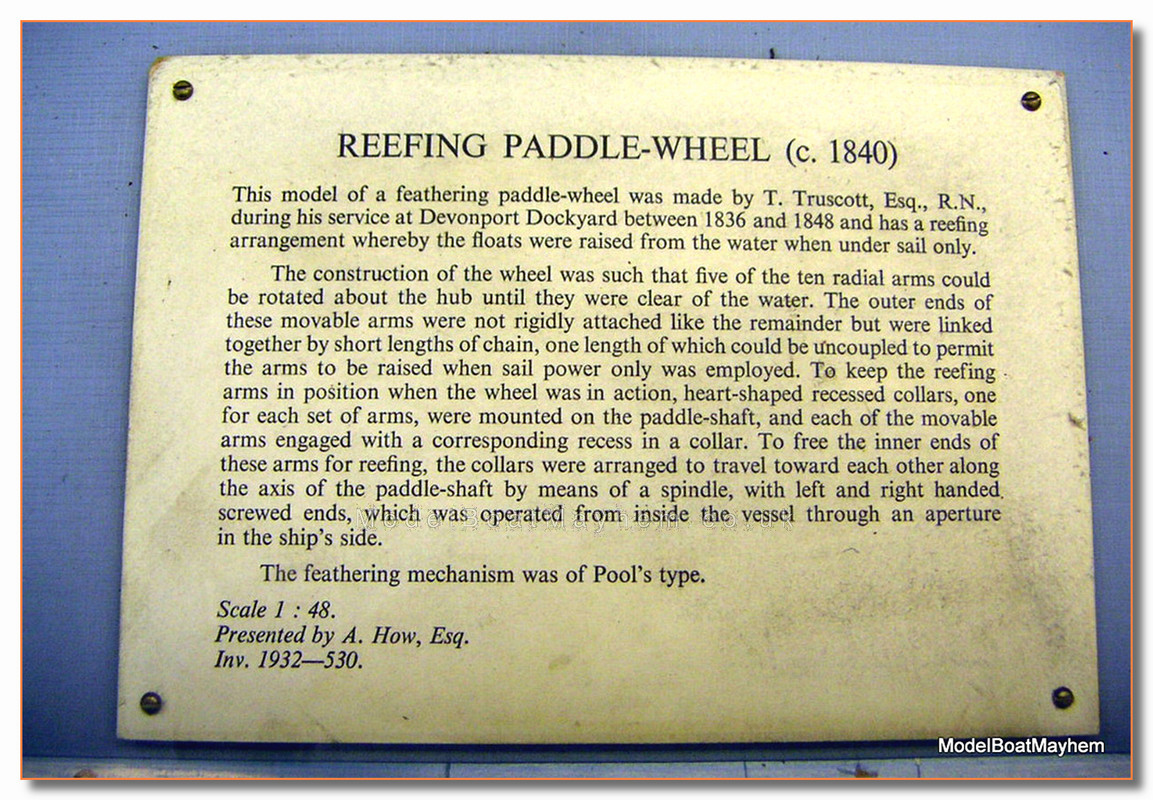 REEFING PADDLE-WHEEL (c. 1840)
This model of a feathering paddle-wheel was made by T. Truscott, Esq., R.N.,
during his service at Devonport Dockyard between 1836 and 1848 and has a reefing
arrangement whereby the floats were raised from the water when under sail only.
The construction of the wheel was such that five of the ten radial arms could
be rotated about the hub until they were clear of the water. The outer ends of
these movable arms were not rigidly attached like the remainder but were linked
together by short lengths of chain, one length of which could be uncoupled to permit
the arms to be raised when sail power only was employed. To keep the reefing
arms in position when the wheel was in action, heart-shaped recessed collars, one
for each set of arms, were mounted on the paddle-shaft, and each of the movable
arms engaged with a corresponding recess in a collar. To free the inner ends of
these arms for reefing, the collars were arranged to travel toward each other along
the axis of the paddle-shaft by means of a spindle, with left and right handed
screwed ends, which was operated from inside the vessel through an aperture
in the ship's side.
The feathering mechanism was of Pool's type.
Scale 1 : 48.
Presented by A. How, Esq.
Inv. 1932—530.
ModelBoatMayhem